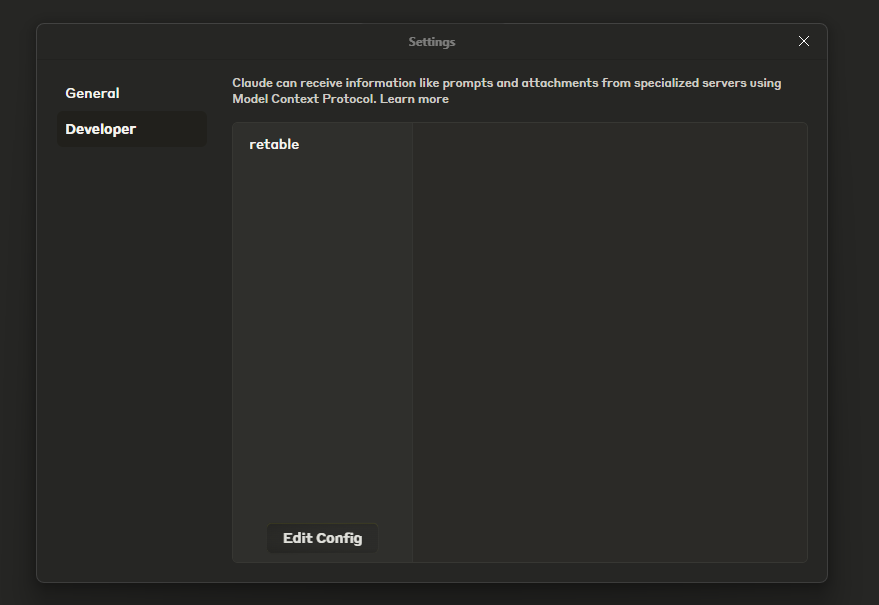 Settings
General
Developer
Claude can receive information like prompts and attachments from specialized servers using
Model Context Protocol. Learn more
retable
Edit Config